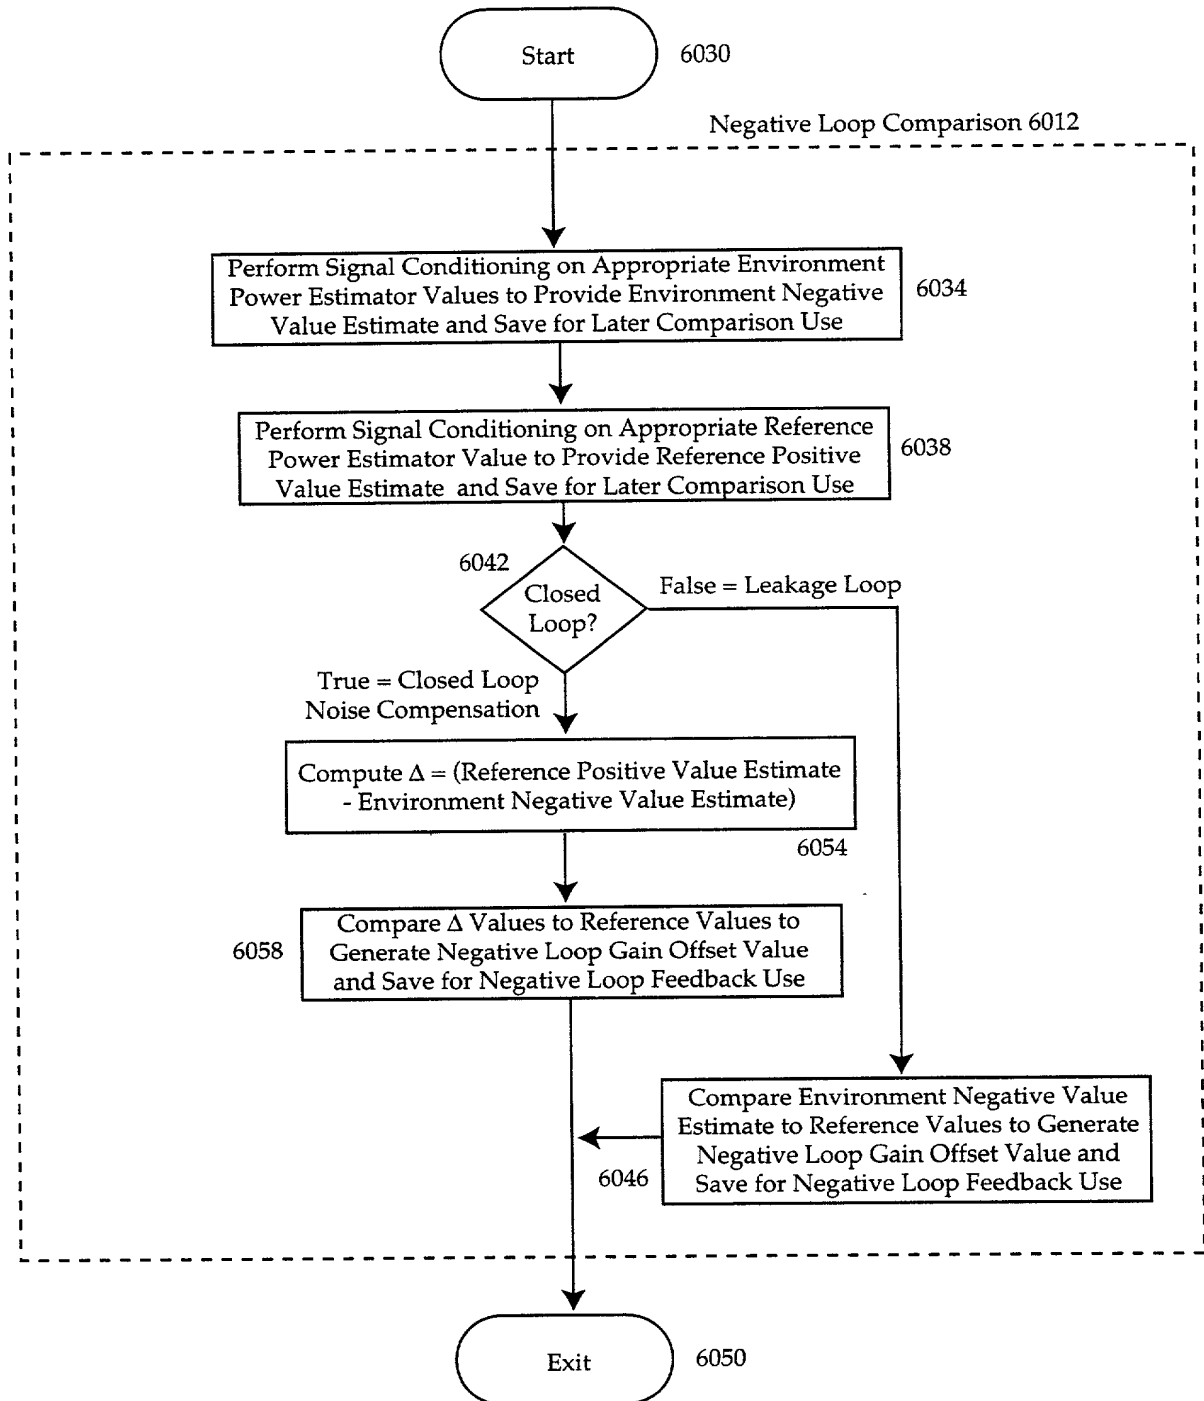 Start
6030
Negative Loop Comparison 6012
Perform Signal Conditioning on Appropriate Environment
Power Estimator Values to Provide Environment Negative
Value Estimate and Save for Later Comparison Use
6034
Perform Signal Conditioning on Appropriate Reference
Power Estimator Value to Provide Reference Positive
Value Estimate and Save for Later Comparison Use
6038
6042
Closed
Loop?
False = Leakage Loop
True = Closed Loop
Noise Compensation
Compute Δ = (Reference Positive Value Estimate
- Environment Negative Value Estimate)
6054
6058
Compare Δ Values to Reference Values to
Generate Negative Loop Gain Offset Value
and Save for Negative Loop Feedback Use
Compare Environment Negative Value
Estimate to Reference Values to Generate
Negative Loop Gain Offset Value and
Save for Negative Loop Feedback Use
6046
Exit
6050